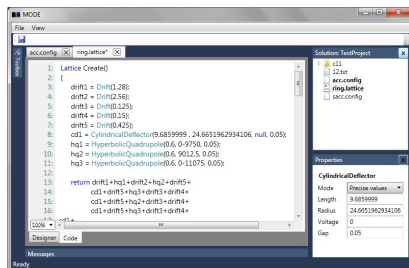 MODE
File View
Toolbox
acc.config ring.lattice*
1: Lattice Create()
2: {
3: drift1 = Drift(1.28);
4: drift2 = Drift(2.56);
5: drift3 = Drift(0.125);
6: drift4 = Drift(0.15);
7: drift5 = Drift(0.425);
8: cd1 = CylindricalDeflector(9.6859999 , 24.6651962934106, null, 0.05);
9: hq1 = HyperbolicQuadrupole(0.6, 0-9750, 0.05);
10: hq2 = HyperbolicQuadrupole(0.6, 9012.5, 0.05);
11: hq3 = HyperbolicQuadrupole(0.6, 0-11075, 0.05);
12:
13: return drift1+hq1+drift2+hq2+drift5+
14: cd1+drift5+hq3+drift3+drift4+
15: cd1+drift5+hq2+drift3+drift4+
16: cd1+drift5+hq3+drift3+drift4+
cd1+
100%
Designer Code
Messages
Ready
Solution: TestProject
r11
12.txt
acc.config
ring.lattice
sacc.config
Properties
CylindricalDeflector
Mode Precise values
Length 9.6859999
Radius 24.6651962934106
Voltage 0
Gap 0.05